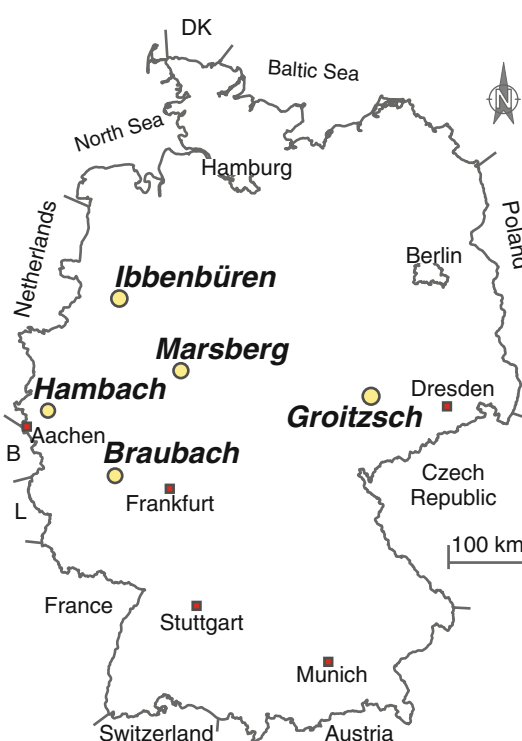 DK
Baltic Sea
N
North Sea
Hamburg
Netherlands
Poland
Berlin
Ibbenbüren
Marsberg
Hambach
Dresden
Groitzsch
Aachen
B
Braubach
Czech
Republic
Frankfurt
L
100 km
France
Stuttgart
Munich
Switzerland
Austria